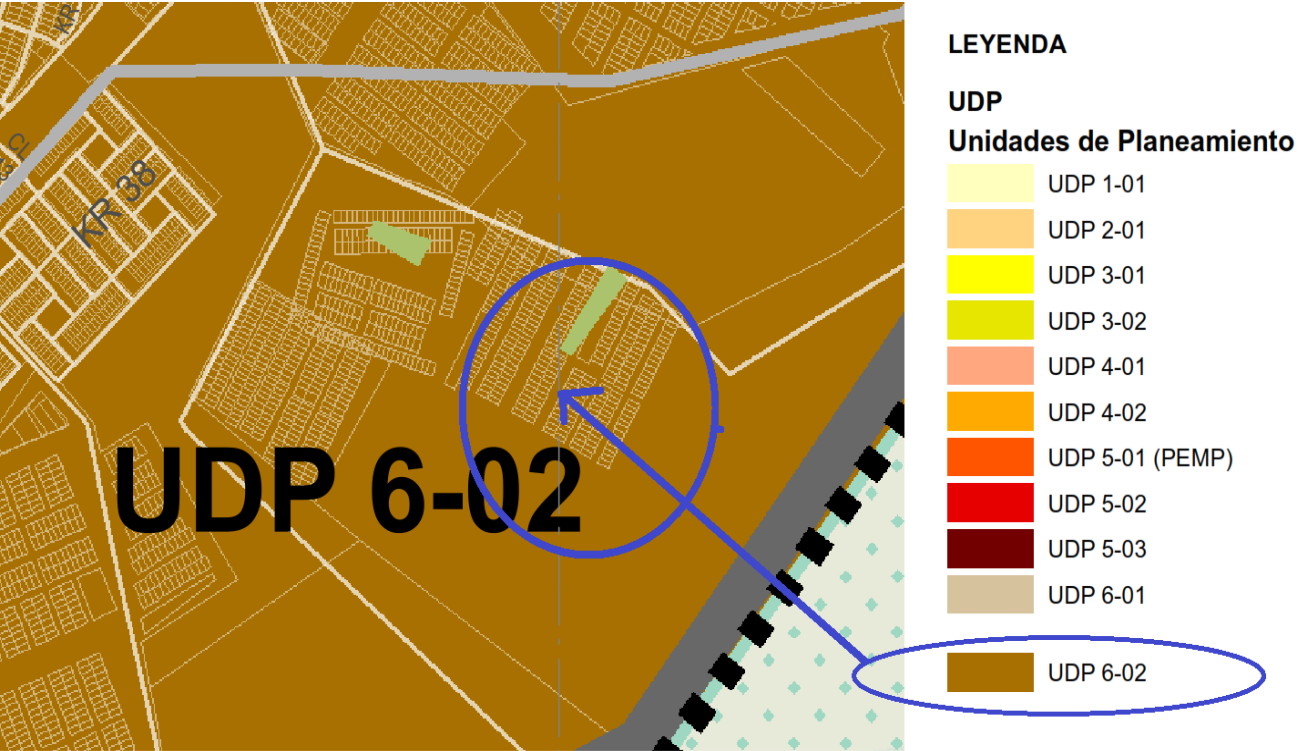 KR
CL
KR 38
UDP 6-02
LEYENDA
UDP
Unidades de Planeamiento
UDP 1-01
UDP 2-01
UDP 3-01
UDP 3-02
UDP 4-01
UDP 4-02
UDP 5-01 (PEMP)
UDP 5-02
UDP 5-03
UDP 6-01
UDP 6-02